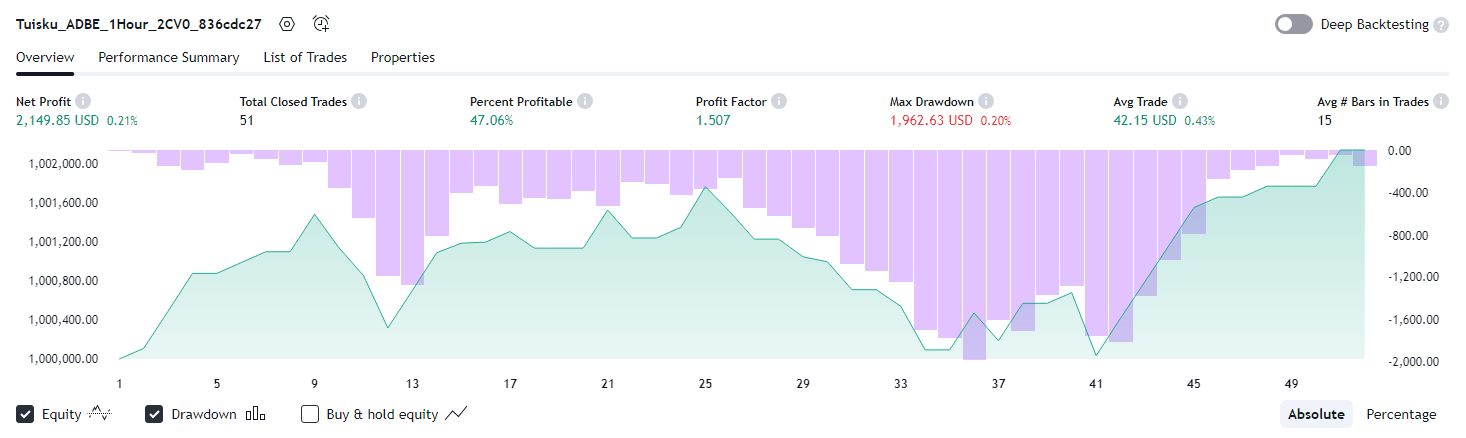 Tuisku_ADBE_1Hour_2CV0_836cdc27 Deep Backtesting ?
Overview Performance Summary List of Trades Properties
Net Profit i Total Closed Trades i Percent Profitable i Profit Factor i Max Drawdown i Avg Trade i Avg # Bars in Trades i
2,149.85 USD 0.21% 51 47.06% 1.507 1,962.63 USD 0.20% 42.15 USD 0.43% 15
1,002,000.00 0.00
1,001,600.00 -400.00
1,001,200.00 -800.00
1,000,800.00 -1,200.00
1,000,400.00 -1,600.00
1,000,000.00 -2,000.00
1 5 9 13 17 21 25 29 33 37 41 45 49
Equity Drawdown Buy & hold equity Absolute Percentage